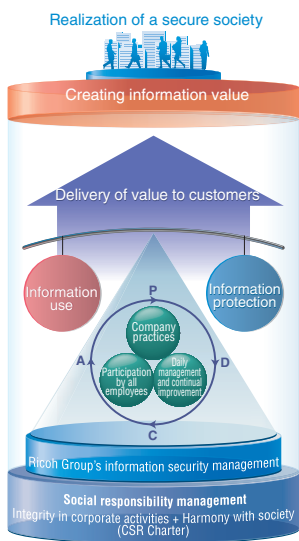 Realization of a secure society
Creating information value
Delivery of value to customers
Information
use
Information
protection
P
Company
practices
A
Participation
by all
employees
Daily
management
and continual
improvement
D
C
Ricoh Group's information security management
Social responsibility management
Integrity in corporate activities + Harmony with society
(CSR Charter)